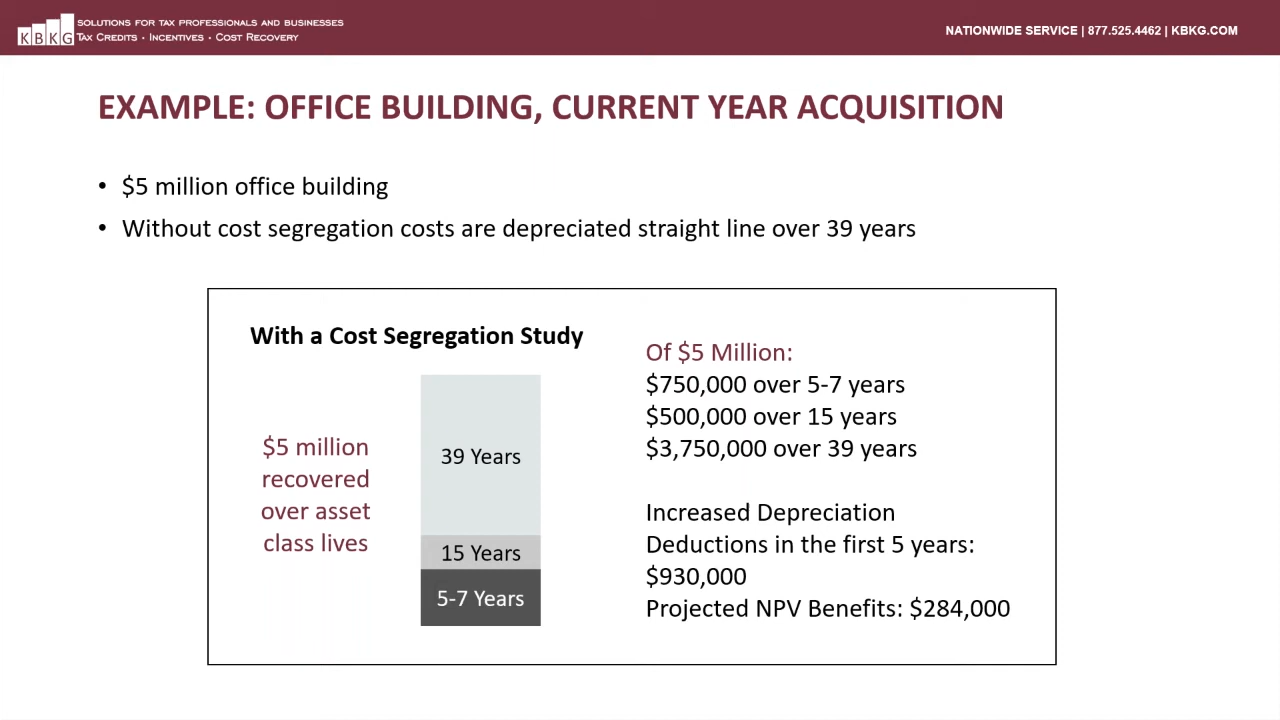 KBKG
SOLUTIONS FOR TAX PROFESSIONALS AND BUSINESSES
TAX CREDITS · INCENTIVES · COST RECOVERY
NATIONWIDE SERVICE | 877.525.4462 | KBKG.COM
EXAMPLE: OFFICE BUILDING, CURRENT YEAR ACQUISITION
• $5 million office building
• Without cost segregation costs are depreciated straight line over 39 years
With a Cost Segregation Study
$5 million
recovered
over asset
class lives
39 Years
15 Years
5-7 Years
Of $5 Million:
$750,000 over 5-7 years
$500,000 over 15 years
$3,750,000 over 39 years
Increased Depreciation
Deductions in the first 5 years:
$930,000
Projected NPV Benefits: $284,000